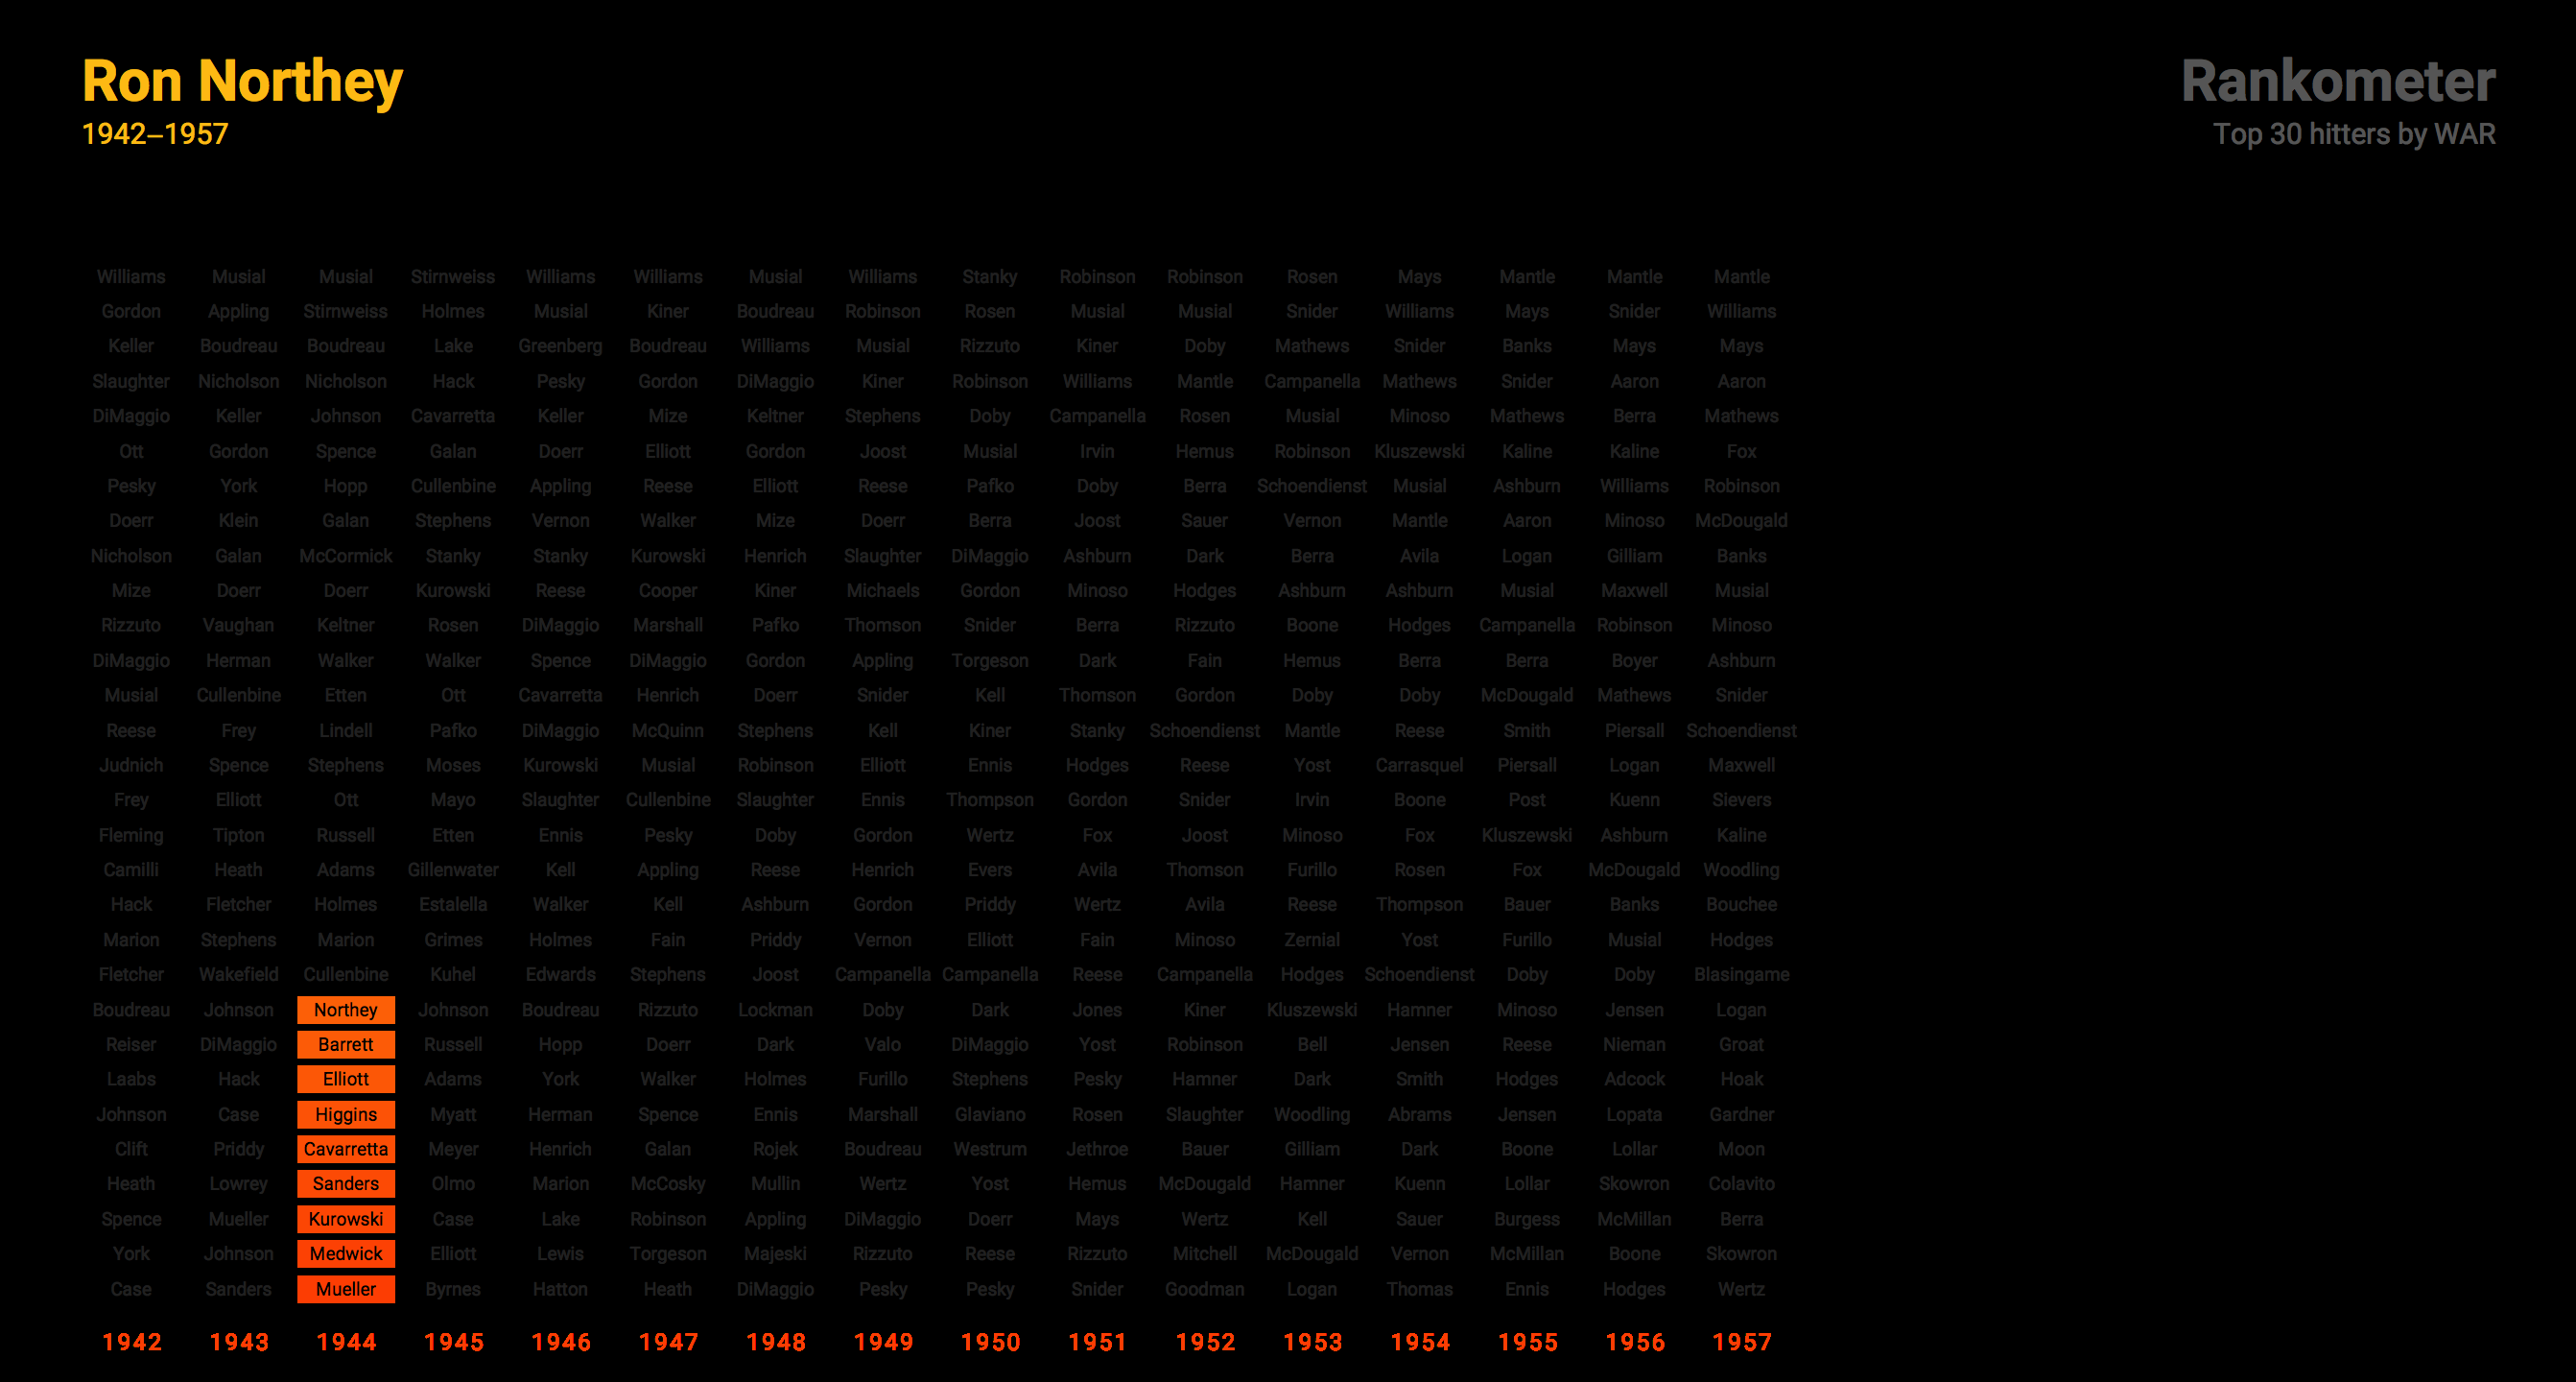 Ron Northey
1942–1957
Rankometer
Top 30 hitters by WAR
Williams Musial Musial Stirnweiss Williams Williams Musial Williams Stanky Robinson Robinson Rosen Mays Mantle Mantle Mantle
Gordon Appling Stirnweiss Holmes Musial Kiner Boudreau Robinson Rosen Musial Musial Snider Williams Mays Snider Williams
Keller Boudreau Boudreau Lake Greenberg Boudreau Williams Musial Rizzuto Kiner Doby Mathews Snider Banks Mays Mays
Slaughter Nicholson Nicholson Hack Pesky Gordon DiMaggio Kiner Robinson Williams Mantle Campanella Mathews Snider Aaron Aaron
DiMaggio Keller Johnson Cavarretta Keller Mize Keltner Stephens Doby Campanella Rosen Musial Minoso Mathews Berra Mathews
Ott Gordon Spence Galan Doerr Elliott Gordon Joost Musial Irvin Hemus Robinson Kluszewski Kaline Kaline Fox
Pesky York Hopp Cullenbine Appling Reese Elliott Reese Pafko Doby Berra Schoendienst Musial Ashburn Williams Robinson
Doerr Klein Galan Stephens Vernon Walker Mize Doerr Berra Joost Sauer Vernon Mantle Aaron Minoso McDougald
Nicholson Galan McCormick Stanky Stanky Kurowski Henrich Slaughter DiMaggio Ashburn Dark Berra Avila Logan Gilliam Banks
Mize Doerr Doerr Kurowski Reese Cooper Kiner Michaels Gordon Minoso Hodges Ashburn Ashburn Musial Maxwell Musial
Rizzuto Vaughan Keltner Rosen DiMaggio Marshall Pafko Thomson Snider Berra Rizzuto Boone Hodges Campanella Robinson Minoso
DiMaggio Herman Walker Walker Spence DiMaggio Gordon Appling Torgeson Dark Fain Hemus Berra Berra Boyer Ashburn
Musial Cullenbine Etten Ott Cavarretta Henrich Doerr Snider Kell Thomson Gordon Doby Doby McDougald Mathews Snider
Reese Frey Lindell Pafko DiMaggio McQuinn Stephens Kell Kiner Stanky Schoendienst Mantle Reese Smith Piersall Schoendienst
Judnich Spence Stephens Moses Kurowski Musial Robinson Elliott Ennis Hodges Reese Yost Carrasquel Piersall Logan Maxwell
Frey Elliott Ott Mayo Slaughter Cullenbine Slaughter Ennis Thompson Gordon Snider Irvin Boone Post Kuenn Sievers
Fleming Tipton Russell Etten Ennis Pesky Doby Gordon Wertz Fox Joost Minoso Fox Kluszewski Ashburn Kaline
Camilli Heath Adams Gillenwater Kell Appling Reese Henrich Evers Avila Thomson Furillo Rosen Fox McDougald Woodling
Hack Fletcher Holmes Estalella Walker Kell Ashburn Gordon Priddy Wertz Avila Reese Thompson Bauer Banks Bouchee
Marion Stephens Marion Grimes Holmes Fain Priddy Vernon Elliott Fain Minoso Zernial Yost Furillo Musial Hodges
Fletcher Wakefield Cullenbine Kuhel Edwards Stephens Joost Campanella Campanella Reese Campanella Hodges Schoendienst Doby Doby Blasingame
Boudreau Johnson Northey Johnson Boudreau Rizzuto Lockman Doby Dark Jones Kiner Kluszewski Hamner Minoso Jensen Logan
Reiser DiMaggio Barrett Russell Hopp Doerr Dark Valo DiMaggio Yost Robinson Bell Jensen Reese Nieman Groat
Laabs Hack Elliott Adams York Walker Holmes Furillo Stephens Pesky Hamner Dark Smith Hodges Adcock Hoak
Johnson Case Higgins Myatt Herman Spence Ennis Marshall Glaviano Rosen Slaughter Woodling Abrams Jensen Lopata Gardner
Clift Priddy Cavarretta Meyer Henrich Galan Rojek Boudreau Westrum Jethroe Bauer Gilliam Dark Boone Lollar Moon
Heath Lowrey Sanders Olmo Marion McCosky Mullin Wertz Yost Hemus McDougald Hamner Kuenn Lollar Skowron Colavito
Spence Mueller Kurowski Case Lake Robinson Appling DiMaggio Doerr Mays Wertz Kell Sauer Burgess McMillan Berra
York Johnson Medwick Elliott Lewis Torgeson Majeski Rizzuto Reese Rizzuto Mitchell McDougald Vernon McMillan Boone Skowron
Case Sanders Mueller Byrnes Hatton Heath DiMaggio Pesky Pesky Snider Goodman Logan Thomas Ennis Hodges Wertz
1942 1943 1944 1945 1946 1947 1948 1949 1950 1951 1952 1953 1954 1955 1956 1957